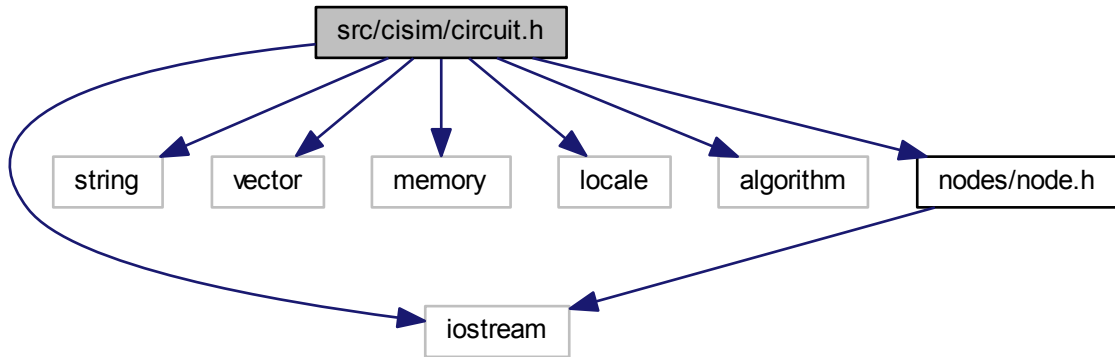 src/cisim/circuit.h
string
vector
memory
locale
algorithm
nodes/node.h
iostream